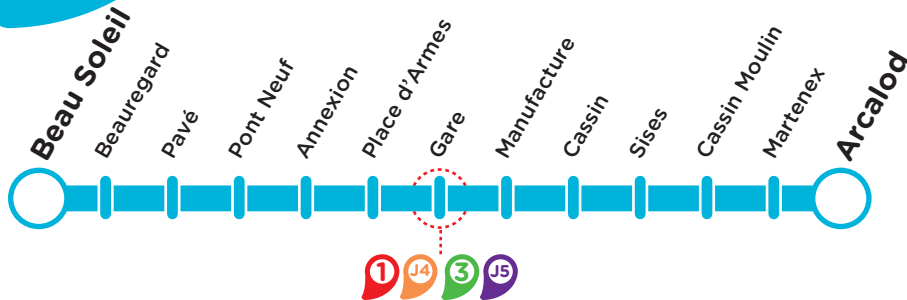 Beau Soleil
Beauregard
Pavé
Pont Neuf
Annexion
Place d'Armes
Gare
Manufacture
Cassin
Sises
Cassin Moulin
Martenex
Arcalod
1 J4 3 J5